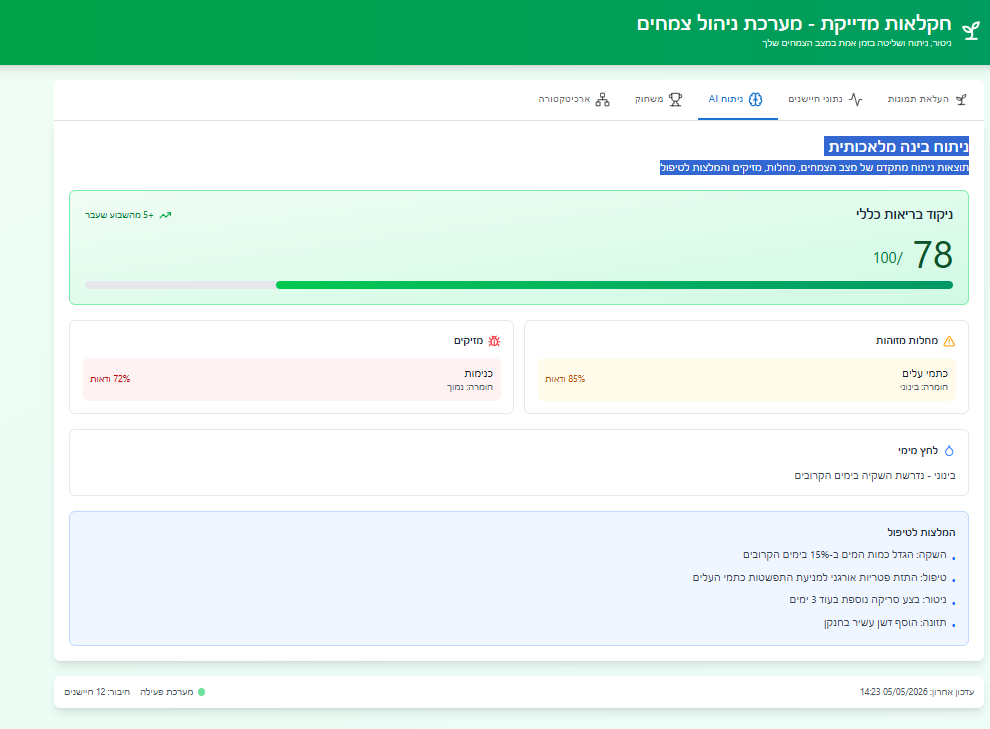 חקלאות מדייקת - מערכת ניהול צמחים
ניטור, ניתוח ושליטה בזמן אמת במצב הצמחים שלך
העלאת תמונות
נתוני חיישנים
ניתוח AI
משחוק
ארכיטקטורה
ניתוח בינה מלאכותית
תוצאות ניתוח מתקדם של מצב הצמחים, מחלות, מזיקים והמלצות לטיפול
ניקוד בריאות כללי
+5 מהשבוע שעבר
78 /100
מחלות מזוהות
כתמי עלים
חומרה: בינוני
85% ודאות
מזיקים
כנימות
חומרה: נמוך
72% ודאות
לחץ מימי
בינוני - נדרשת השקיה בימים הקרובים
המלצות לטיפול
• השקה: הגדל כמות המים ב-15% בימים הקרובים
• טיפול: התזת פטריות אורגני למניעת התפשטות כתמי העלים
• ניטור: בצע סריקה נוספת בעוד 3 ימים
• תזונה: הוסף דשן עשיר בחנקן
עדכון אחרון: 05/05/2026 14:23
מערכת פעילה
חיבור: 12 חיישנים